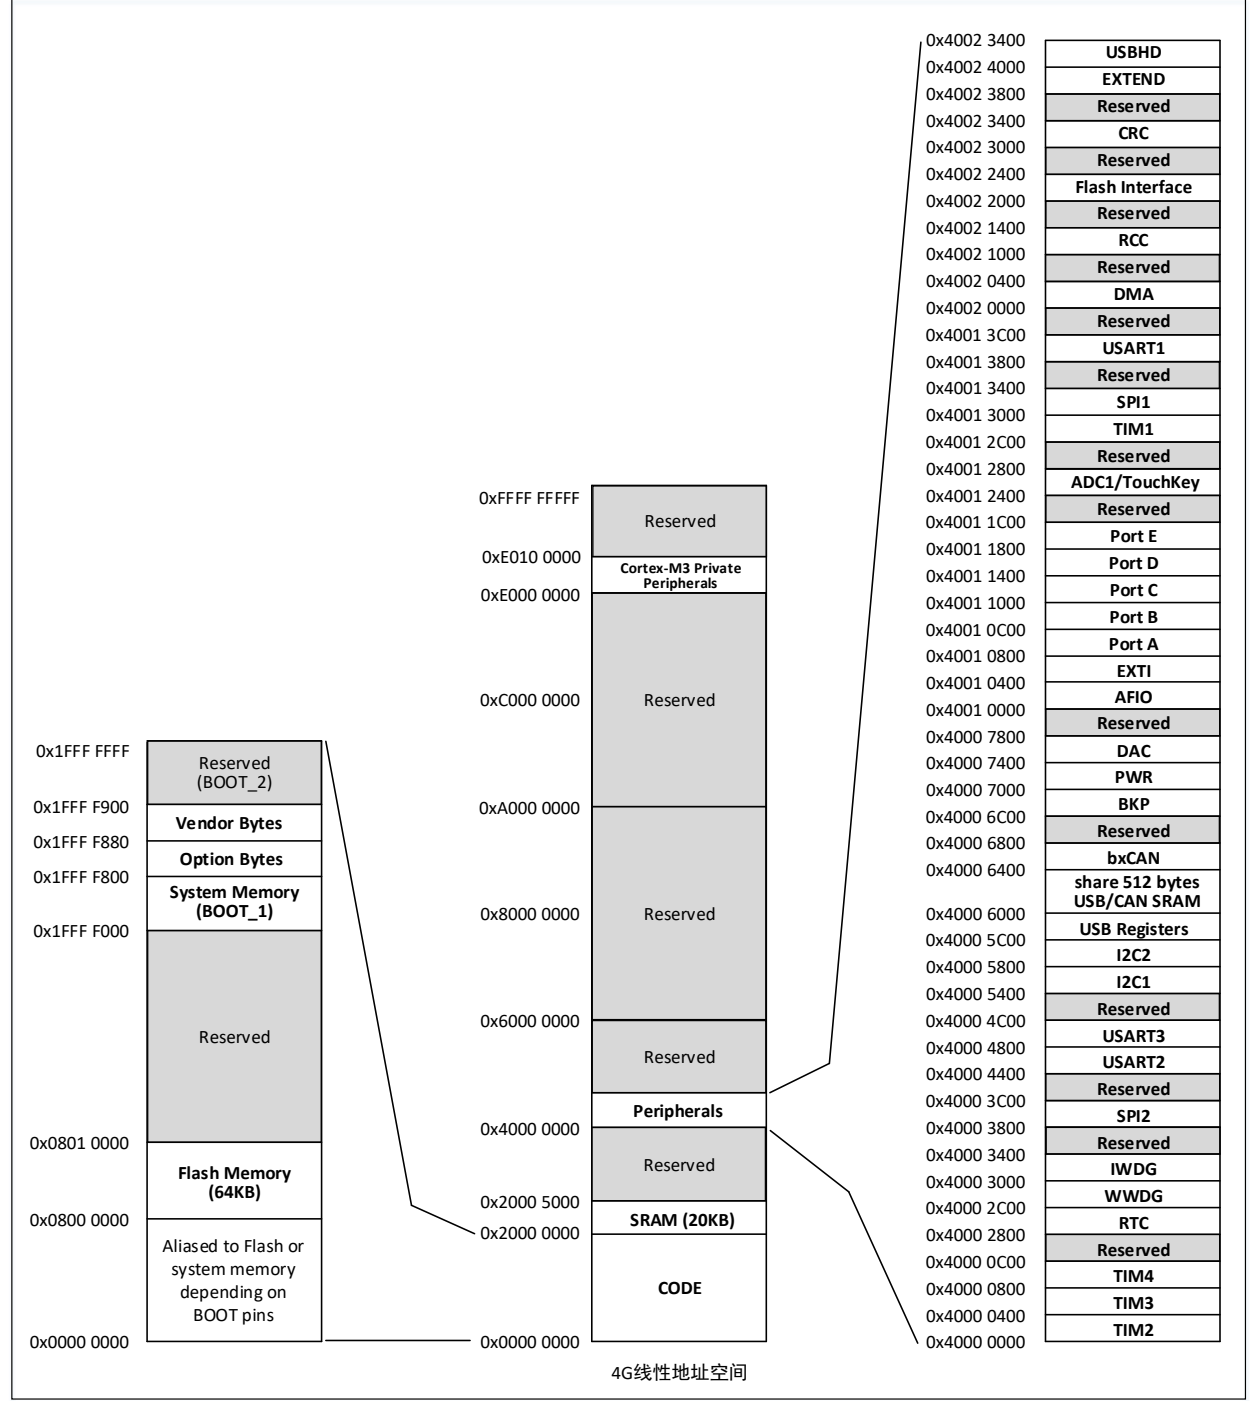 0x1FFF FFFF
Reserved
(BOOT_2)
0x1FFF F900
Vendor Bytes
0x1FFF F880
Option Bytes
0x1FFF F800
System Memory
(BOOT_1)
0x1FFF F000
Reserved
0x0801 0000
Flash Memory
(64KB)
0x0800 0000
Aliased to Flash or
system memory
depending on
BOOT pins
0x0000 0000
0xFFFF FFFFF
Reserved
0xE010 0000
Cortex-M3 Private
Peripherals
0xE000 0000
Reserved
0xC000 0000
0xA000 0000
Reserved
0x8000 0000
0x6000 0000
Reserved
Peripherals
0x4000 0000
Reserved
0x2000 5000
SRAM (20KB)
0x2000 0000
CODE
0x0000 0000
4G线性地址空间
0x4002 3400
USBHD
0x4002 4000
EXTEND
0x4002 3800
Reserved
0x4002 3400
CRC
0x4002 3000
Reserved
0x4002 2400
Flash Interface
0x4002 2000
Reserved
0x4002 1400
RCC
0x4002 1000
Reserved
0x4002 0400
DMA
0x4002 0000
Reserved
0x4001 3C00
USART1
0x4001 3800
Reserved
0x4001 3400
SPI1
0x4001 3000
TIM1
0x4001 2C00
Reserved
0x4001 2800
ADC1/TouchKey
0x4001 2400
Reserved
0x4001 1C00
Port E
0x4001 1800
Port D
0x4001 1400
Port C
0x4001 1000
Port B
0x4001 0C00
Port A
0x4001 0800
EXTI
0x4001 0400
AFIO
0x4001 0000
Reserved
0x4000 7800
DAC
0x4000 7400
PWR
0x4000 7000
BKP
0x4000 6C00
Reserved
0x4000 6800
bxCAN
0x4000 6400
share 512 bytes
USB/CAN SRAM
0x4000 6000
USB Registers
0x4000 5C00
I2C2
0x4000 5800
I2C1
0x4000 5400
Reserved
0x4000 4C00
USART3
0x4000 4800
USART2
0x4000 4400
Reserved
0x4000 3C00
SPI2
0x4000 3800
Reserved
0x4000 3400
IWDG
0x4000 3000
WWDG
0x4000 2C00
RTC
0x4000 2800
Reserved
0x4000 0C00
TIM4
0x4000 0800
TIM3
0x4000 0400
TIM2
0x4000 0000